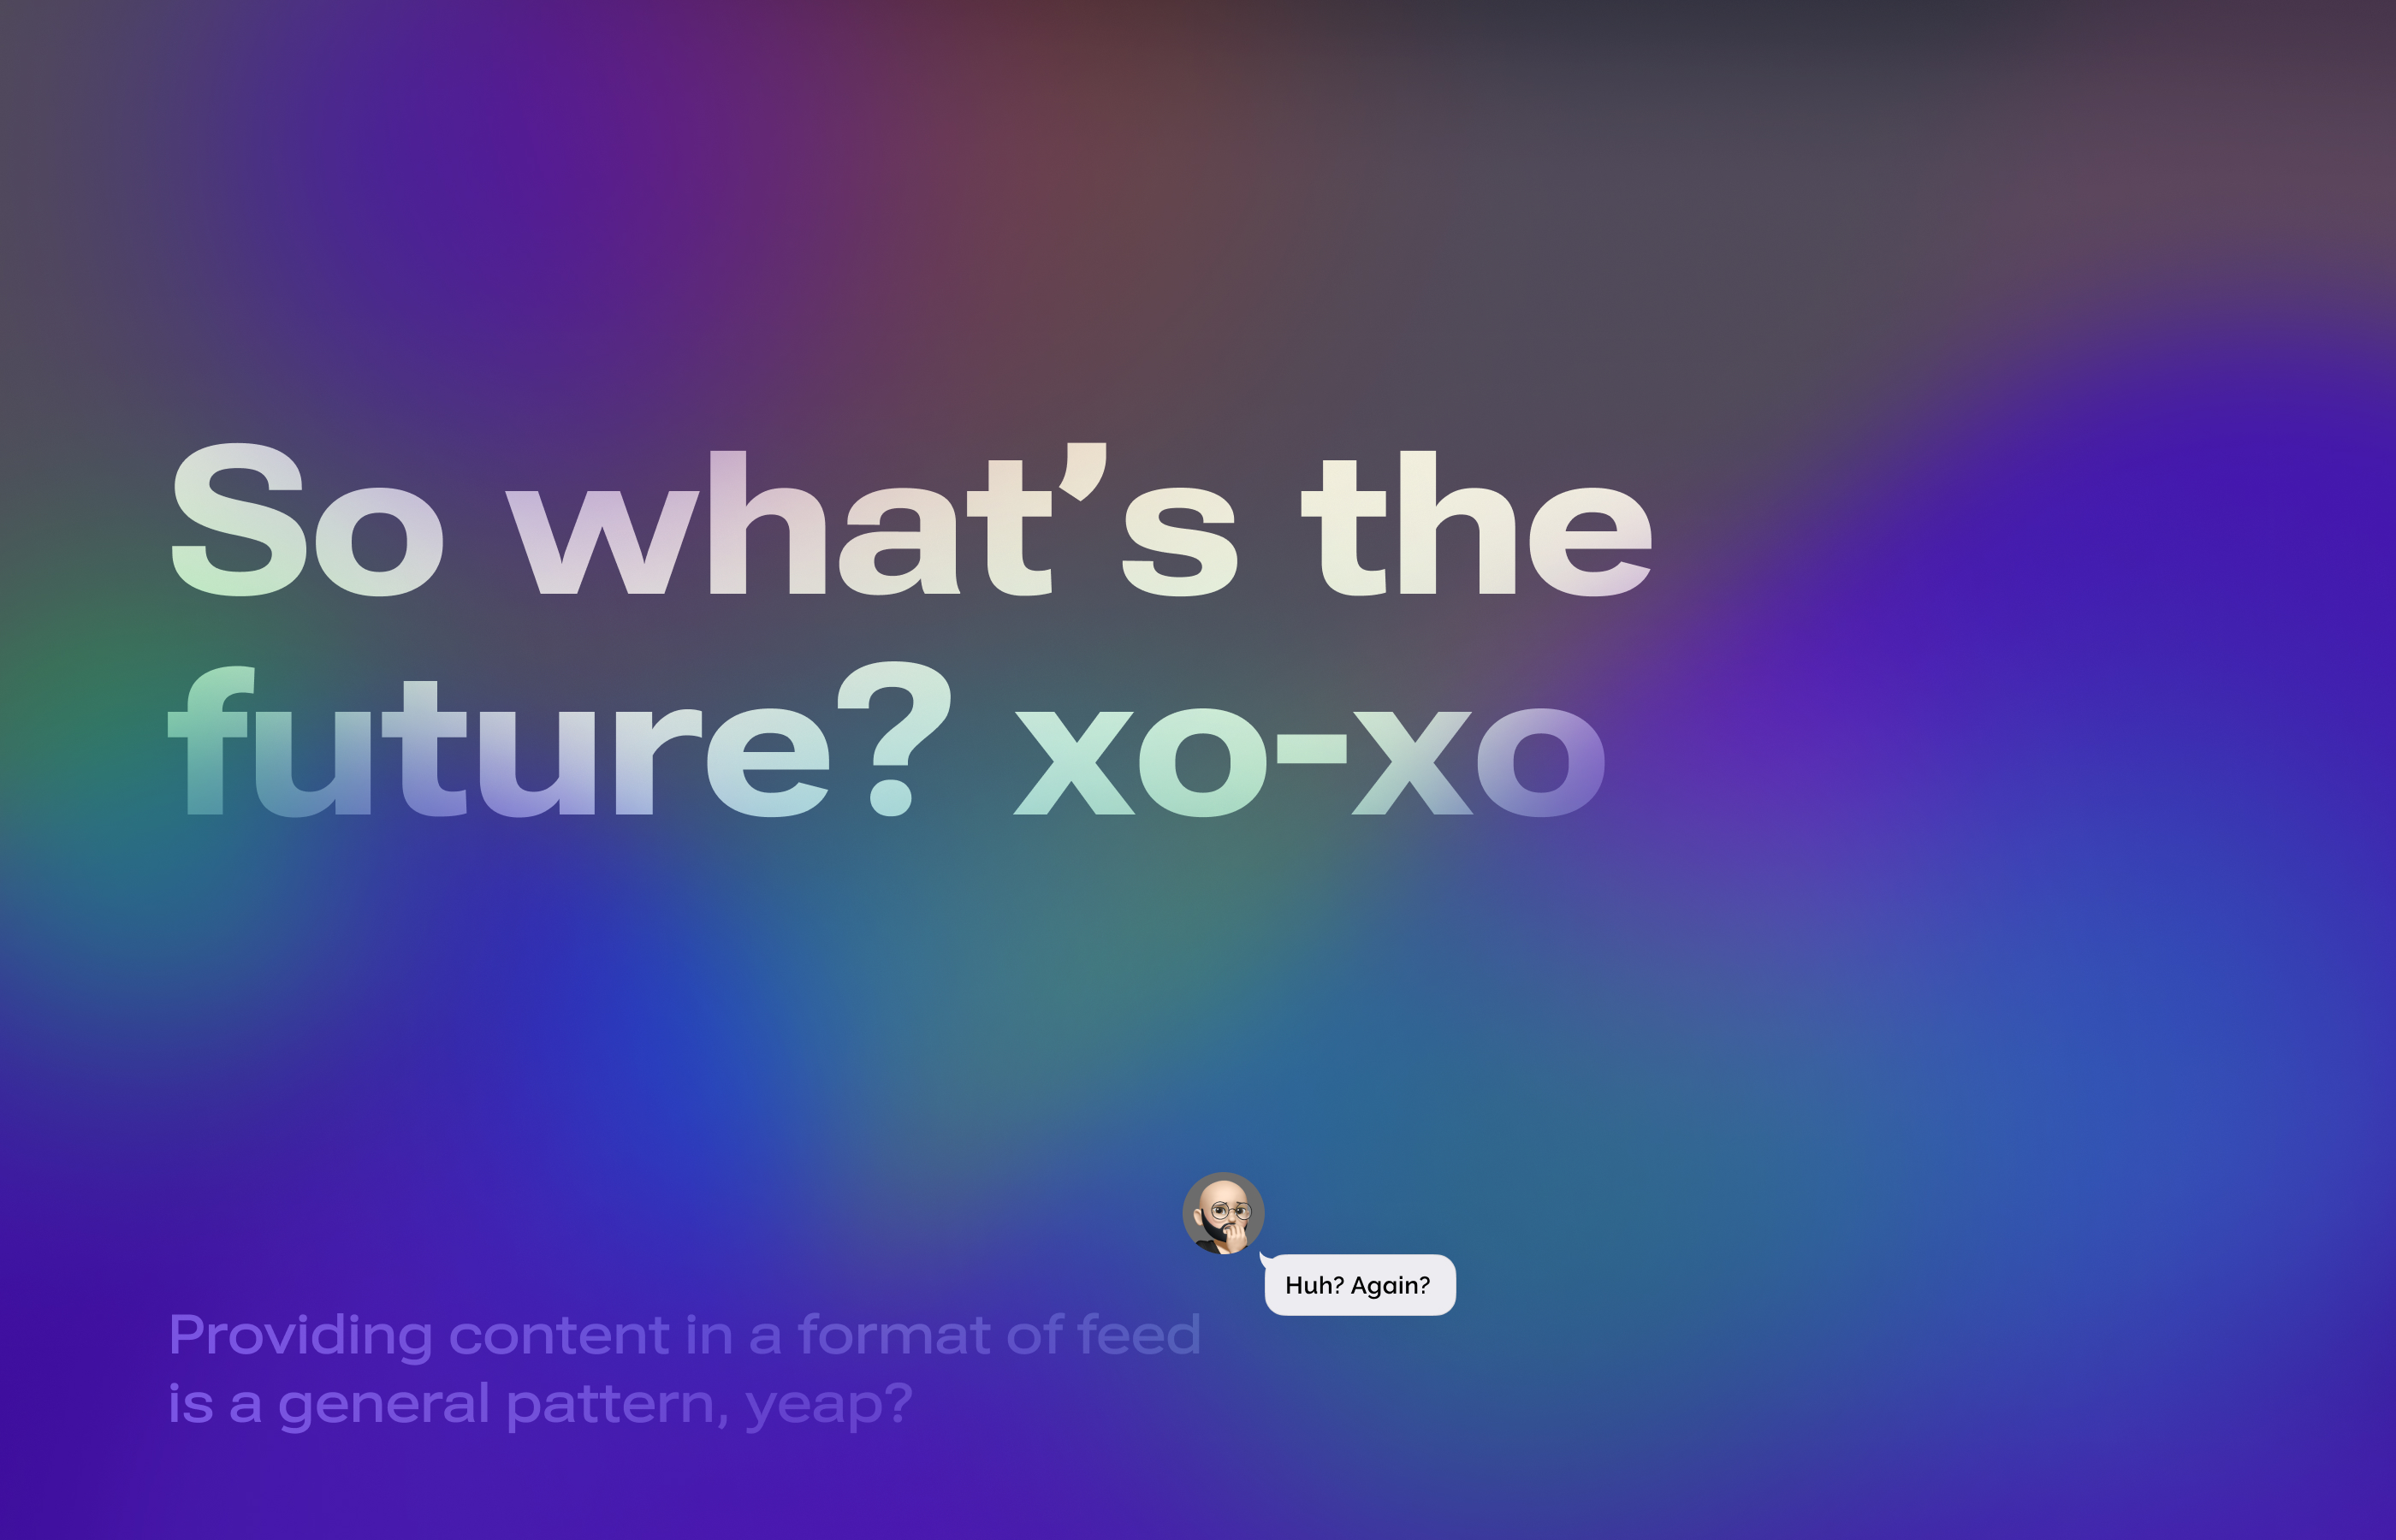 So what’s the
future? xo-xo
Huh? Again?
Providing content in a format of feed
is a general pattern, yeap?